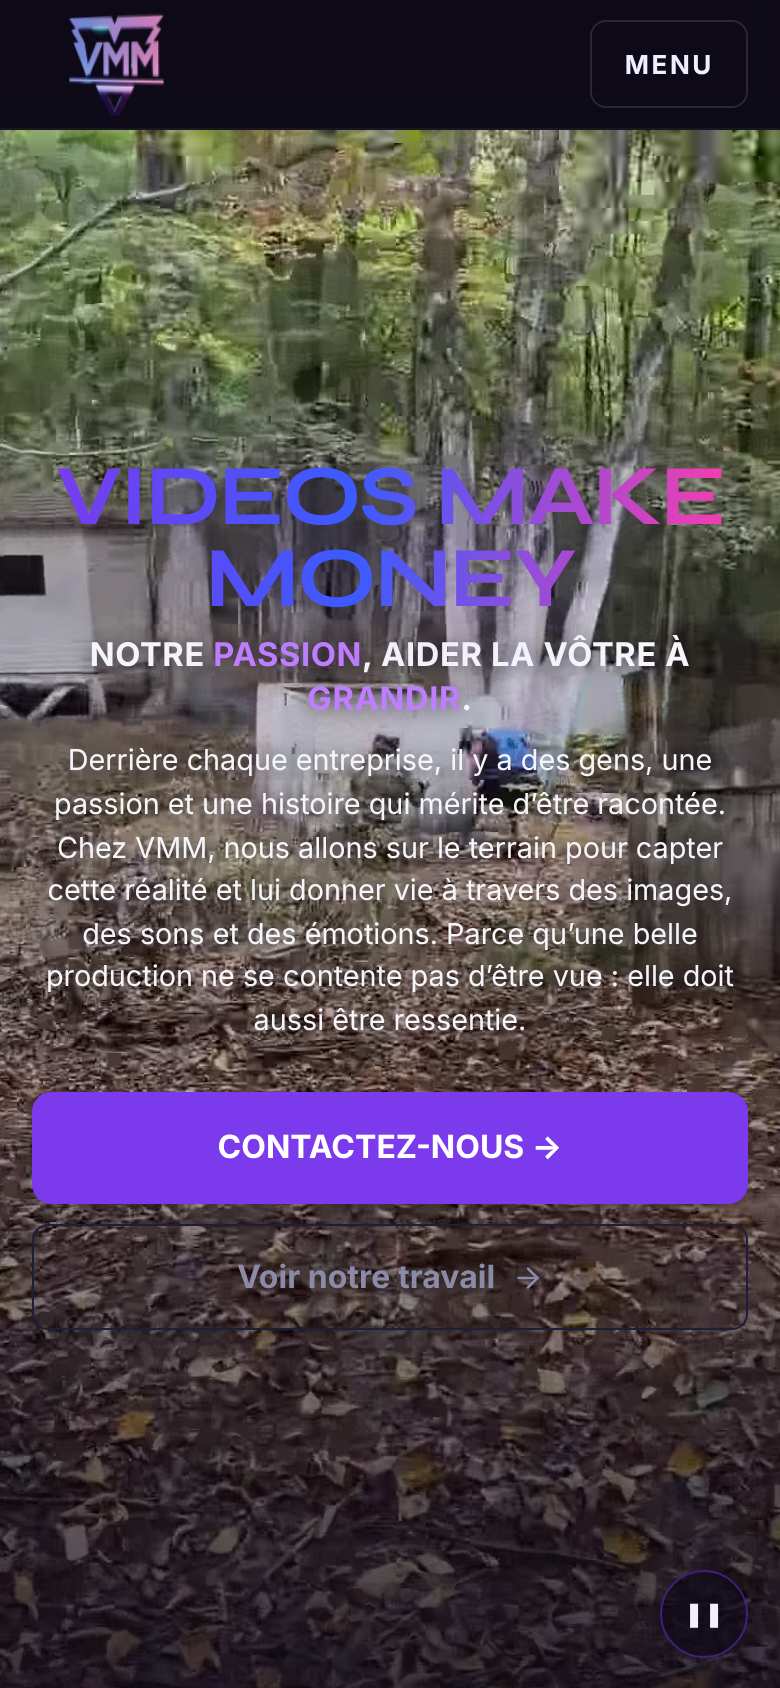 VMM
MENU
VIDEOS MAKE
MONEY
NOTRE PASSION, AIDER LA VÔTRE À
GRANDIR.
Derrière chaque entreprise, il y a des gens, une
passion et une histoire qui mérite d’être racontée.
Chez VMM, nous allons sur le terrain pour capter
cette réalité et lui donner vie à travers des images,
des sons et des émotions. Parce qu’une belle
production ne se contente pas d’être vue : elle doit
aussi être ressentie.
CONTACTEZ-NOUS →
Voir notre travail →